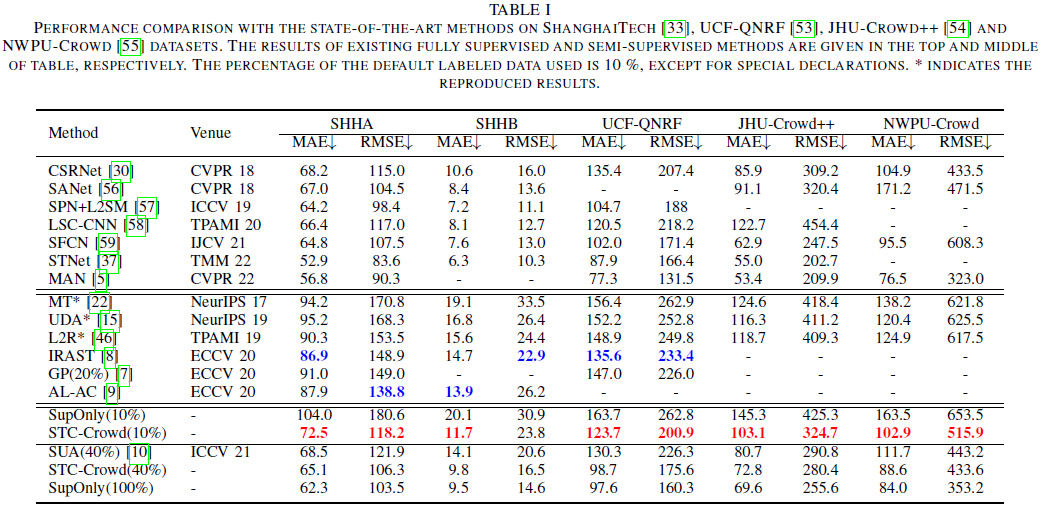 TABLE I
PERFORMANCE COMPARISON WITH THE STATE-OF-THE-ART METHODS ON SHANGHAITECH [33], UCF-QNRF [53], JHU-CROWD++ [54] AND
NWPU-CROWD [55] DATASETS. THE RESULTS OF EXISTING FULLY SUPERVISED AND SEMI-SUPERVISED METHODS ARE GIVEN IN THE TOP AND MIDDLE
OF TABLE, RESPECTIVELY. THE PERCENTAGE OF THE DEFAULT LABELED DATA USED IS 10 %, EXCEPT FOR SPECIAL DECLARATIONS. * INDICATES THE
REPRODUCED RESULTS.
Method Venue SHHA SHHB UCF-QNRF JHU-Crowd++ NWPU-Crowd
MAE↓ RMSE↓ MAE↓ RMSE↓ MAE↓ RMSE↓ MAE↓ RMSE↓ MAE↓ RMSE↓
CSRNet [30] CVPR 18 68.2 115.0 10.6 16.0 135.4 207.4 85.9 309.2 104.9 433.5
SANet [56] CVPR 18 67.0 104.5 8.4 13.6 - - 91.1 320.4 171.2 471.5
SPN+L2SM [57] ICCV 19 64.2 98.4 7.2 11.1 104.7 188 - - - -
LSC-CNN [58] TPAMI 20 66.4 117.0 8.1 12.7 120.5 218.2 122.7 454.4 - -
SFCN [59] IJCV 21 64.8 107.5 7.6 13.0 102.0 171.4 62.9 247.5 95.5 608.3
STNet [37] TMM 22 52.9 83.6 6.3 10.3 87.9 166.4 55.0 202.7 - -
MAN [5] CVPR 22 56.8 90.3 - - 77.3 131.5 53.4 209.9 76.5 323.0
MT* [22] NeurIPS 17 94.2 170.8 19.1 33.5 156.4 262.9 124.6 418.4 138.2 621.8
UDA* [15] NeurIPS 19 95.2 168.3 16.8 26.4 152.2 252.8 116.3 411.2 120.4 625.5
L2R* [46] TPAMI 19 90.3 153.5 15.6 24.4 148.9 249.8 118.7 409.3 124.9 617.5
IRAST [8] ECCV 20 86.9 148.9 14.7 22.9 135.6 233.4 - - - -
GP(20%) [7] ECCV 20 91.0 149.0 - - 147.0 226.0 - - - -
AL-AC [9] ECCV 20 87.9 138.8 13.9 26.2 - - - - - -
SupOnly(10%) - 104.0 180.6 20.1 30.9 163.7 262.8 145.3 425.3 163.5 653.5
STC-Crowd(10%) - 72.5 118.2 11.7 23.8 123.7 200.9 103.1 324.7 102.9 515.9
SUA(40%) [10] ICCV 21 68.5 121.9 14.1 20.6 130.3 226.3 80.7 290.8 111.7 443.2
STC-Crowd(40%) - 65.1 106.3 9.8 16.5 98.7 175.6 72.8 280.4 88.6 433.6
SupOnly(100%) - 62.3 103.5 9.5 14.6 97.6 160.3 69.6 255.6 84.0 353.2